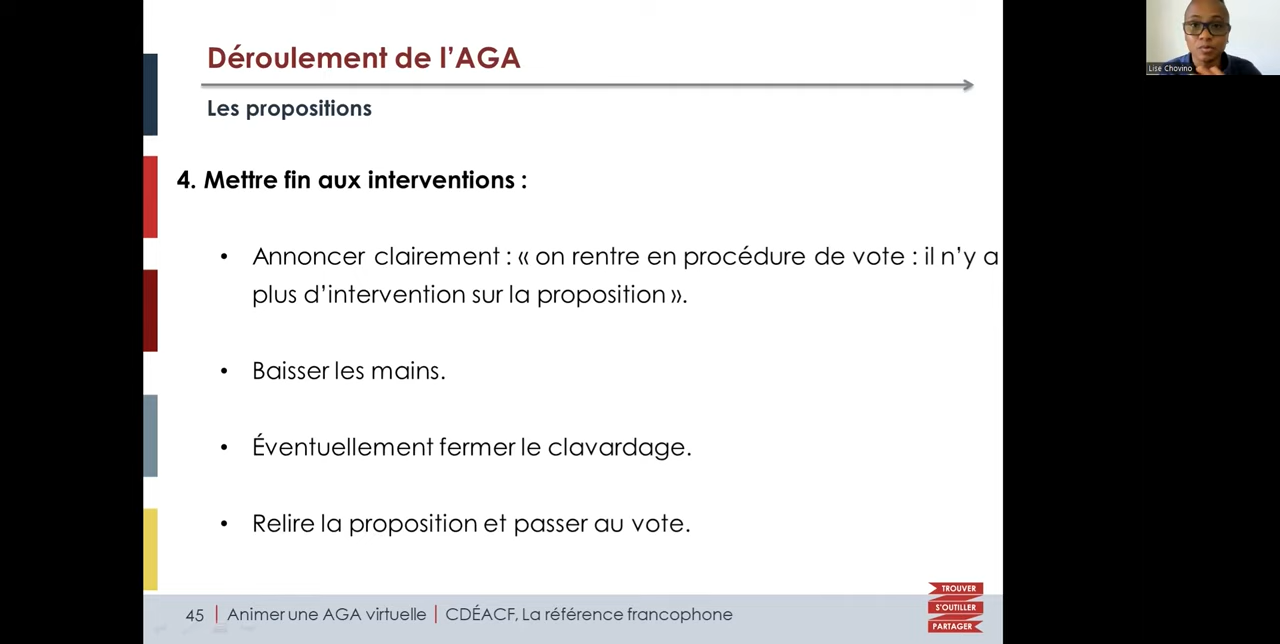 Déroulement de l’AGA
Les propositions
Lise Chovino
4. Mettre fin aux interventions :
• Annoncer clairement : « on rentre en procédure de vote : il n’y a
plus d’intervention sur la proposition ».
• Baisser les mains.
• Éventuellement fermer le clavardage.
• Relire la proposition et passer au vote.
45 | Animer une AGA virtuelle | CDÉACF, La référence francophone
TROUVER
S’OUTILLER
PARTAGER